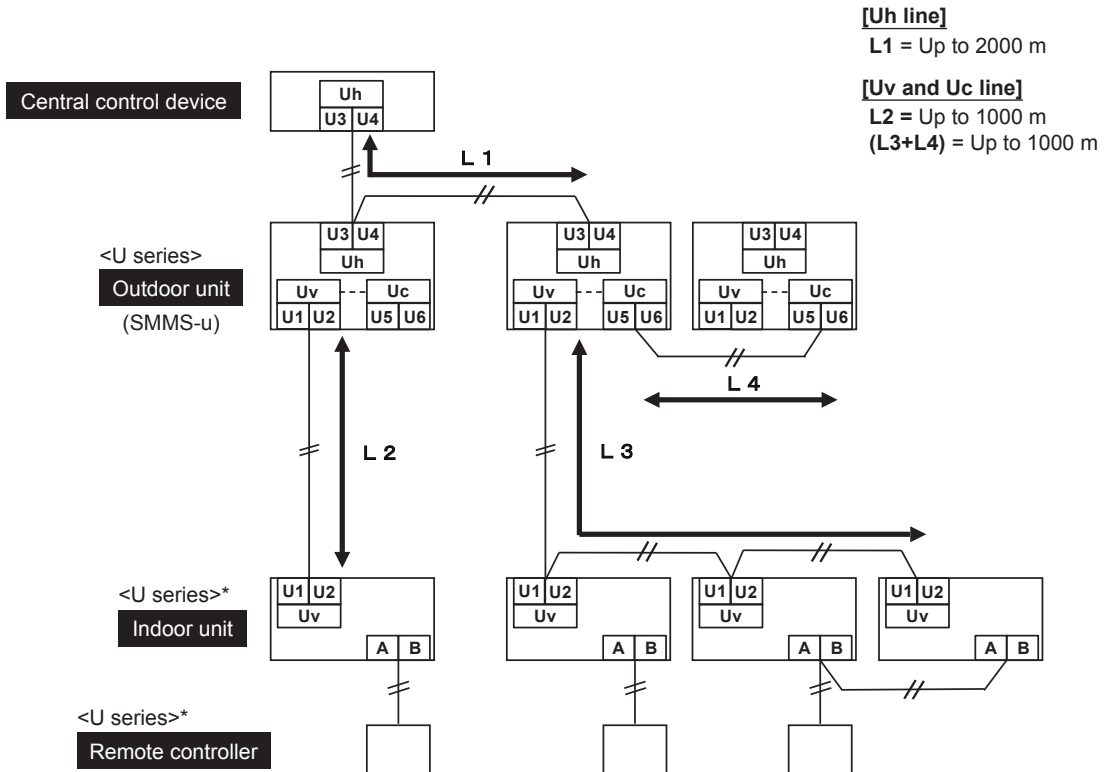 [Uh line]
L1 = Up to 2000 m
[Uv and Uc line]
L2 = Up to 1000 m
(L3+L4) = Up to 1000 m
Central control device
Uh
U3 U4
L 1
<U series>
Outdoor unit
(SMMS-u)
U3 U4
Uh
Uv Uc
U1 U2 U5 U6
U3 U4
Uh
Uv Uc
U1 U2 U5 U6
U3 U4
Uh
Uv Uc
U1 U2 U5 U6
L 4
L 2
L 3
<U series>*
Indoor unit
U1 U2
Uv
A B
U1 U2
Uv
A B
U1 U2
Uv
A B
U1 U2
Uv
A B
<U series>*
Remote controller